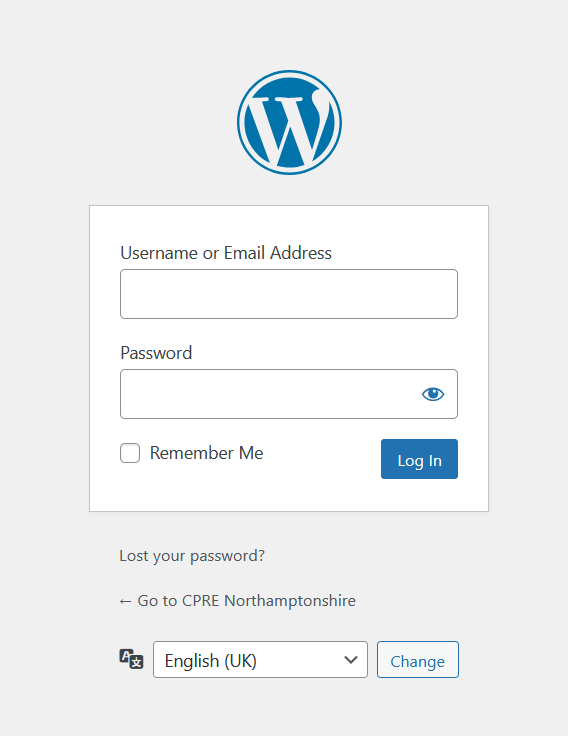 Username or Email Address
Password
Remember Me
Log In
Lost your password?
← Go to CPRE Northamptonshire
English (UK)
Change